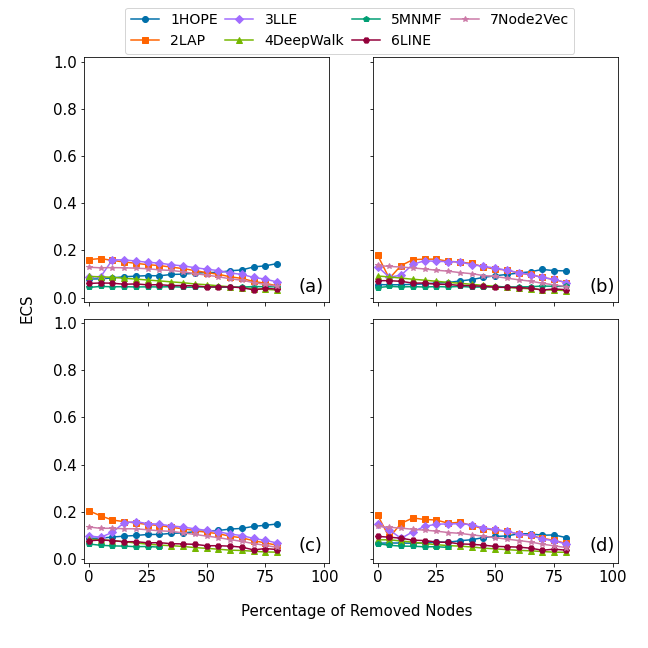 1HOPE 3LLE 5MNMF 7Node2Vec
2LAP 4DeepWalk 6LINE
1.0
0.8
0.6
0.4
0.2
0.0
(a) (b)
ECS
1.0
0.8
0.6
0.4
0.2
0.0
(c) (d)
0 25 50 75 100 0 25 50 75 100
Percentage of Removed Nodes